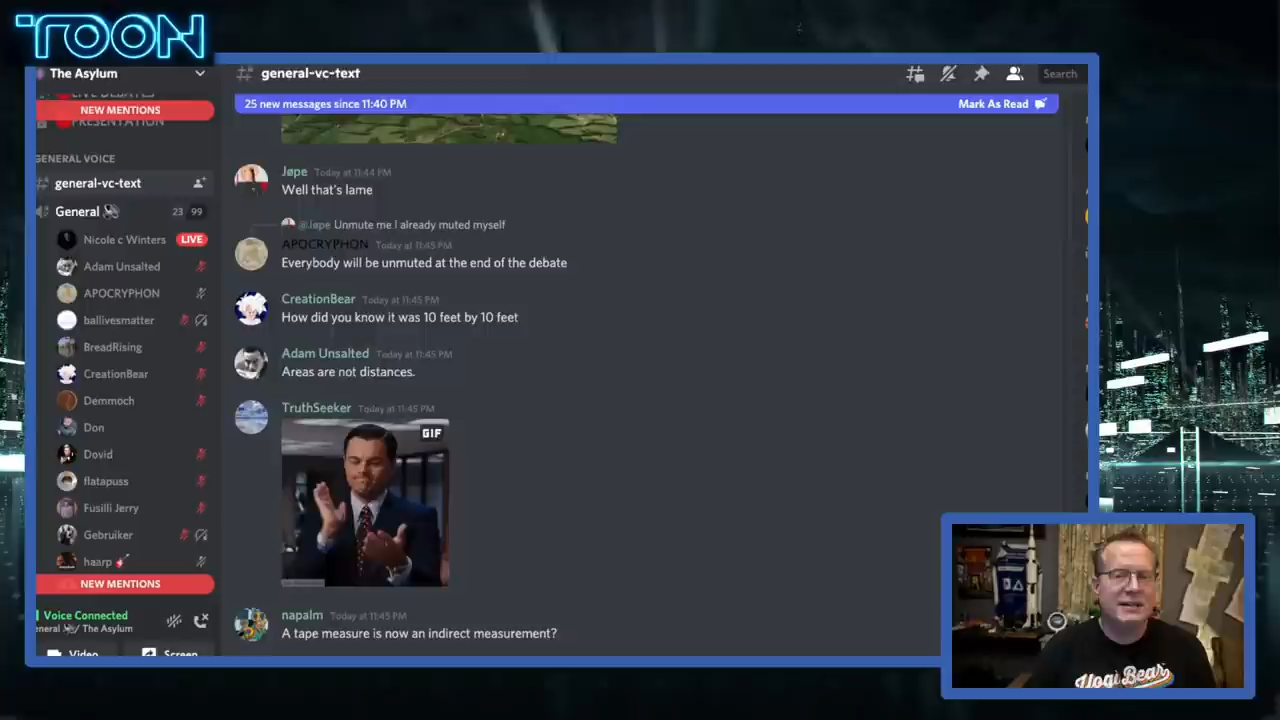 TOON
The Asylum
general-vc-text
Search
LIVE DEBATES
NEW MENTIONS
PRESENTATION
25 new messages since 11:40 PM
Mark As Read
GENERAL VOICE
general-vc-text
General
23 99
Nicole c Winters
LIVE
Adam Unsalted
APOCRYPHON
ballivesmatter
BreadRising
CreationBear
Demmoch
Don
Dovid
flatapuss
Fusilli Jerry
Gebruiker
haarp
NEW MENTIONS
Voice Connected
eneral / The Asylum
Video
Screen
Jøpe Today at 11:44 PM
Well that's lame
@Jøpe Unmute me I already muted myself
APOCRYPHON Today at 11:45 PM
Everybody will be unmuted at the end of the debate
CreationBear Today at 11:45 PM
How did you know it was 10 feet by 10 feet
Adam Unsalted Today at 11:45 PM
Areas are not distances.
TruthSeeker Today at 11:45 PM
GIF
napalm Today at 11:45 PM
A tape measure is now an indirect measurement?
Yogi Bear